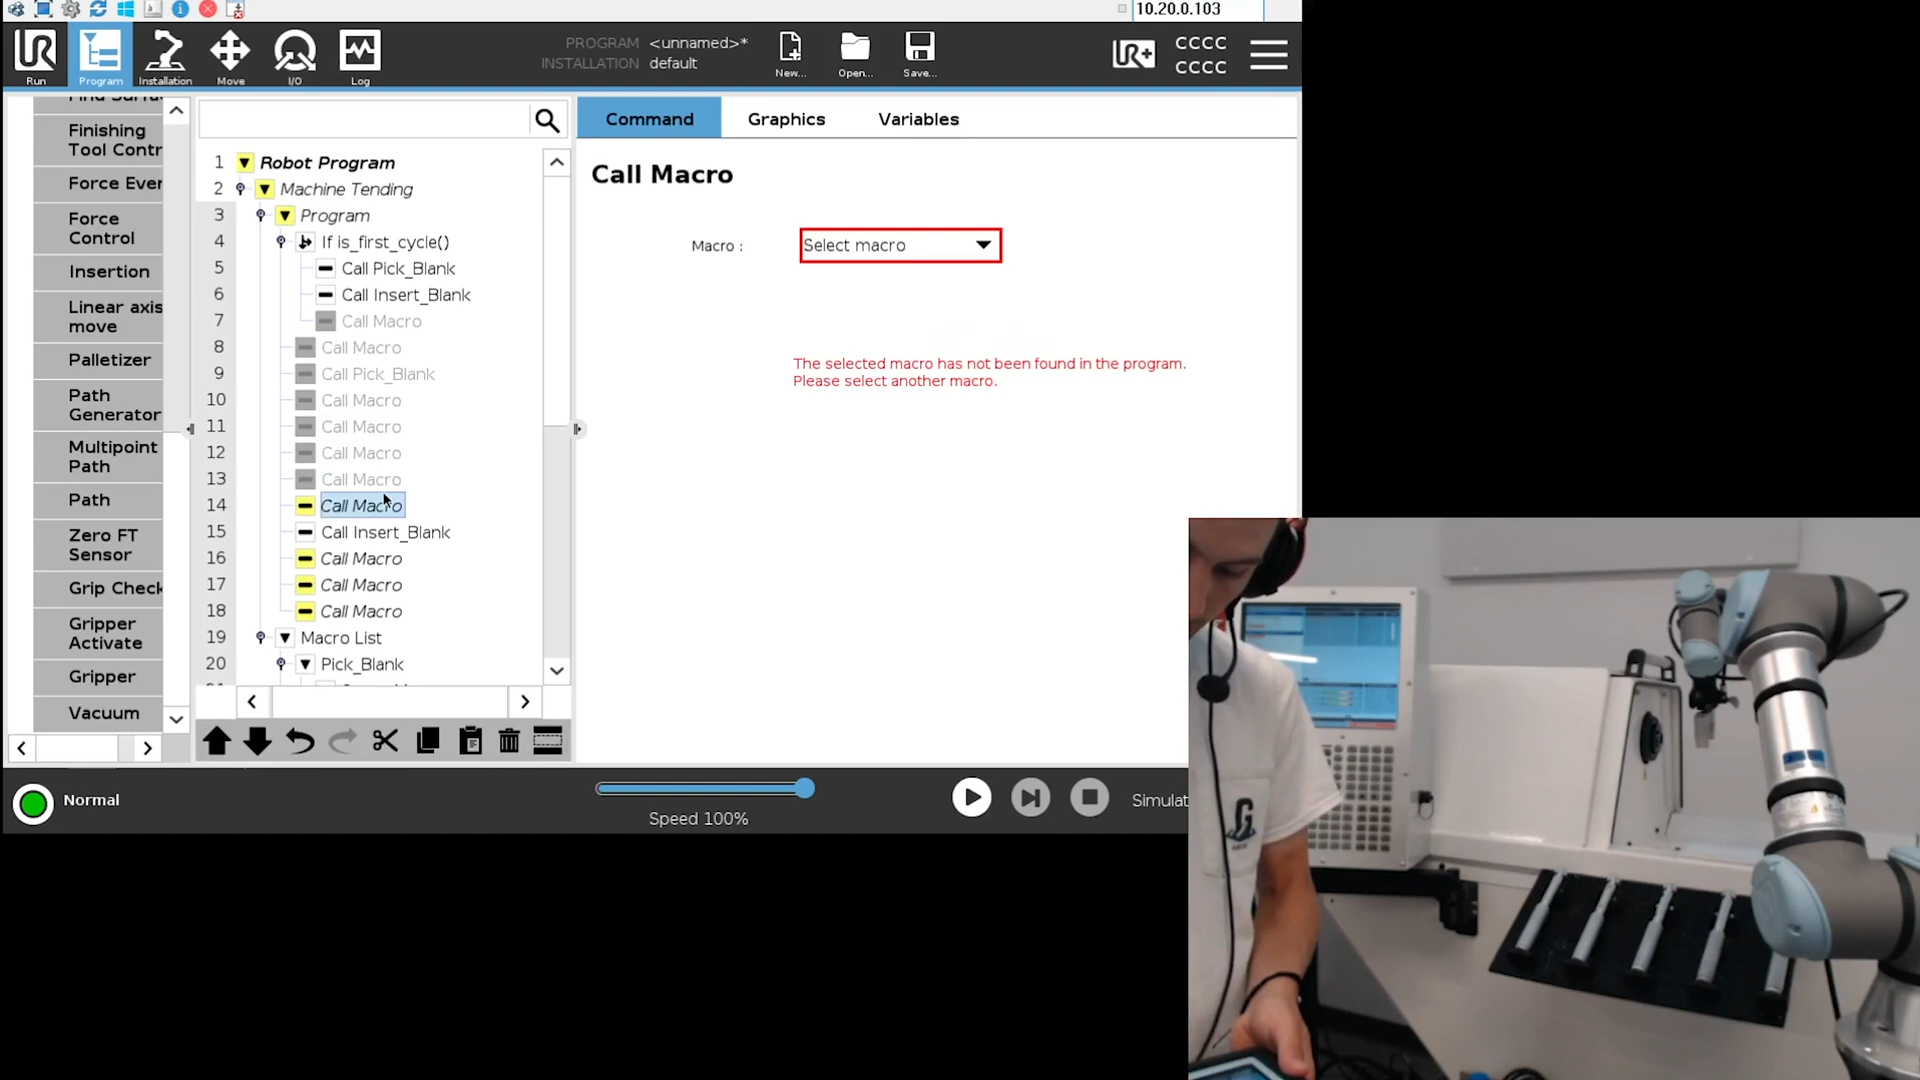 10.20.0.103
Run
Program
Installation
Move
I/O
Log
PROGRAM <unnamed>*
INSTALLATION default
New...
Open...
Save...
UR+
CCCC
CCCC
Finishing
Tool Contr
Force Ever
Force
Control
Insertion
Linear axis
move
Palletizer
Path
Generator
Multipoint
Path
Path
Zero FT
Sensor
Grip Check
Gripper
Activate
Gripper
Vacuum
1 Robot Program
2 Machine Tending
3 Program
4 If is_first_cycle()
5 Call Pick_Blank
6 Call Insert_Blank
7 Call Macro
8 Call Macro
9 Call Pick_Blank
10 Call Macro
11 Call Macro
12 Call Macro
13 Call Macro
14 Call Macro
15 Call Insert_Blank
16 Call Macro
17 Call Macro
18 Call Macro
19 Macro List
20 Pick_Blank
Command
Graphics
Variables
Call Macro
Macro :
Select macro
The selected macro has not been found in the program.
Please select another macro.
Normal
Speed 100%
Simulat